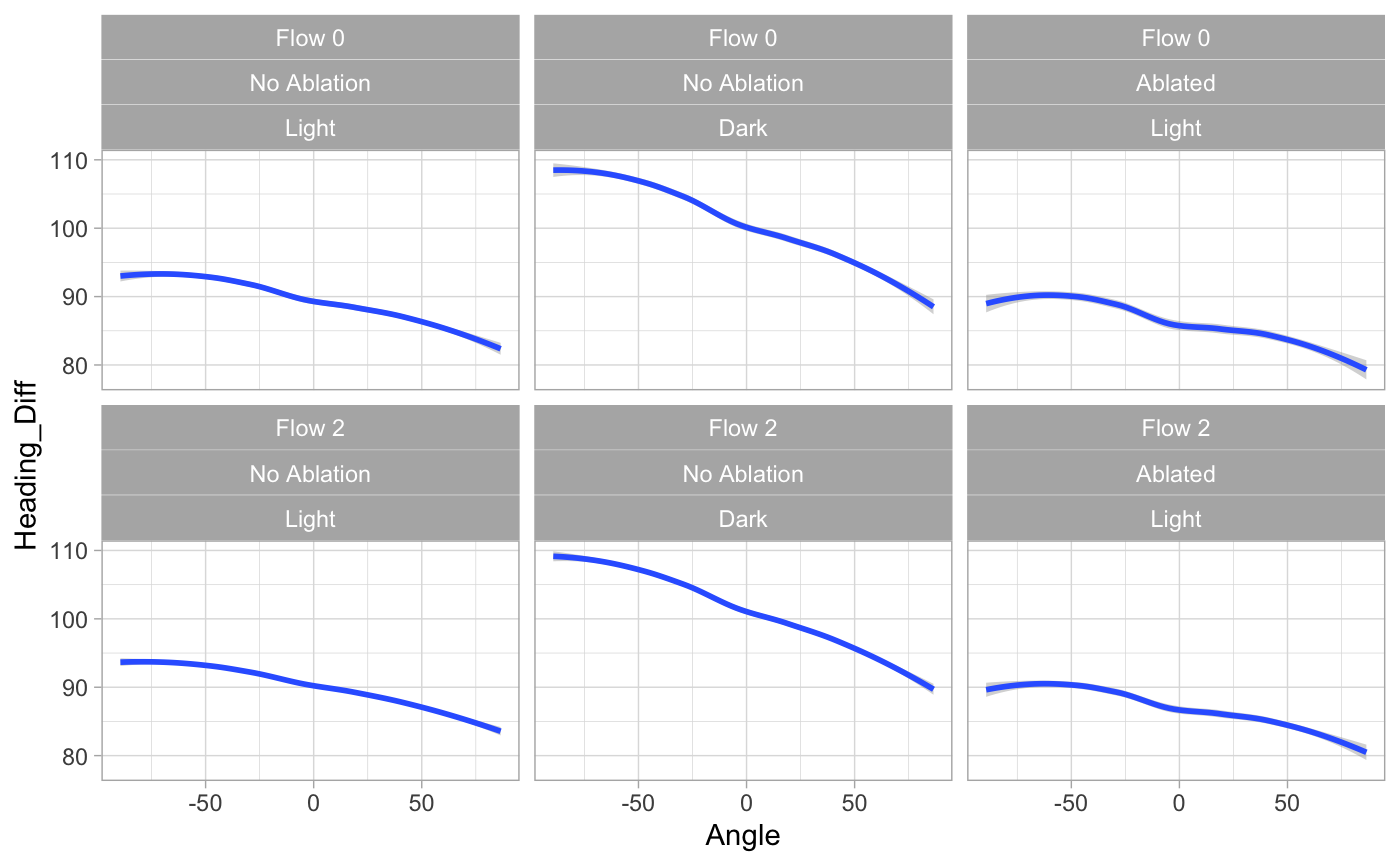 Flow 0
No Ablation
Light
Flow 0
No Ablation
Dark
Flow 0
Ablated
Light
110
100
90
80
Flow 2
No Ablation
Light
Flow 2
No Ablation
Dark
Flow 2
Ablated
Light
110
100
90
80
-50 0 50
-50 0 50
-50 0 50
Angle
Heading_Diff